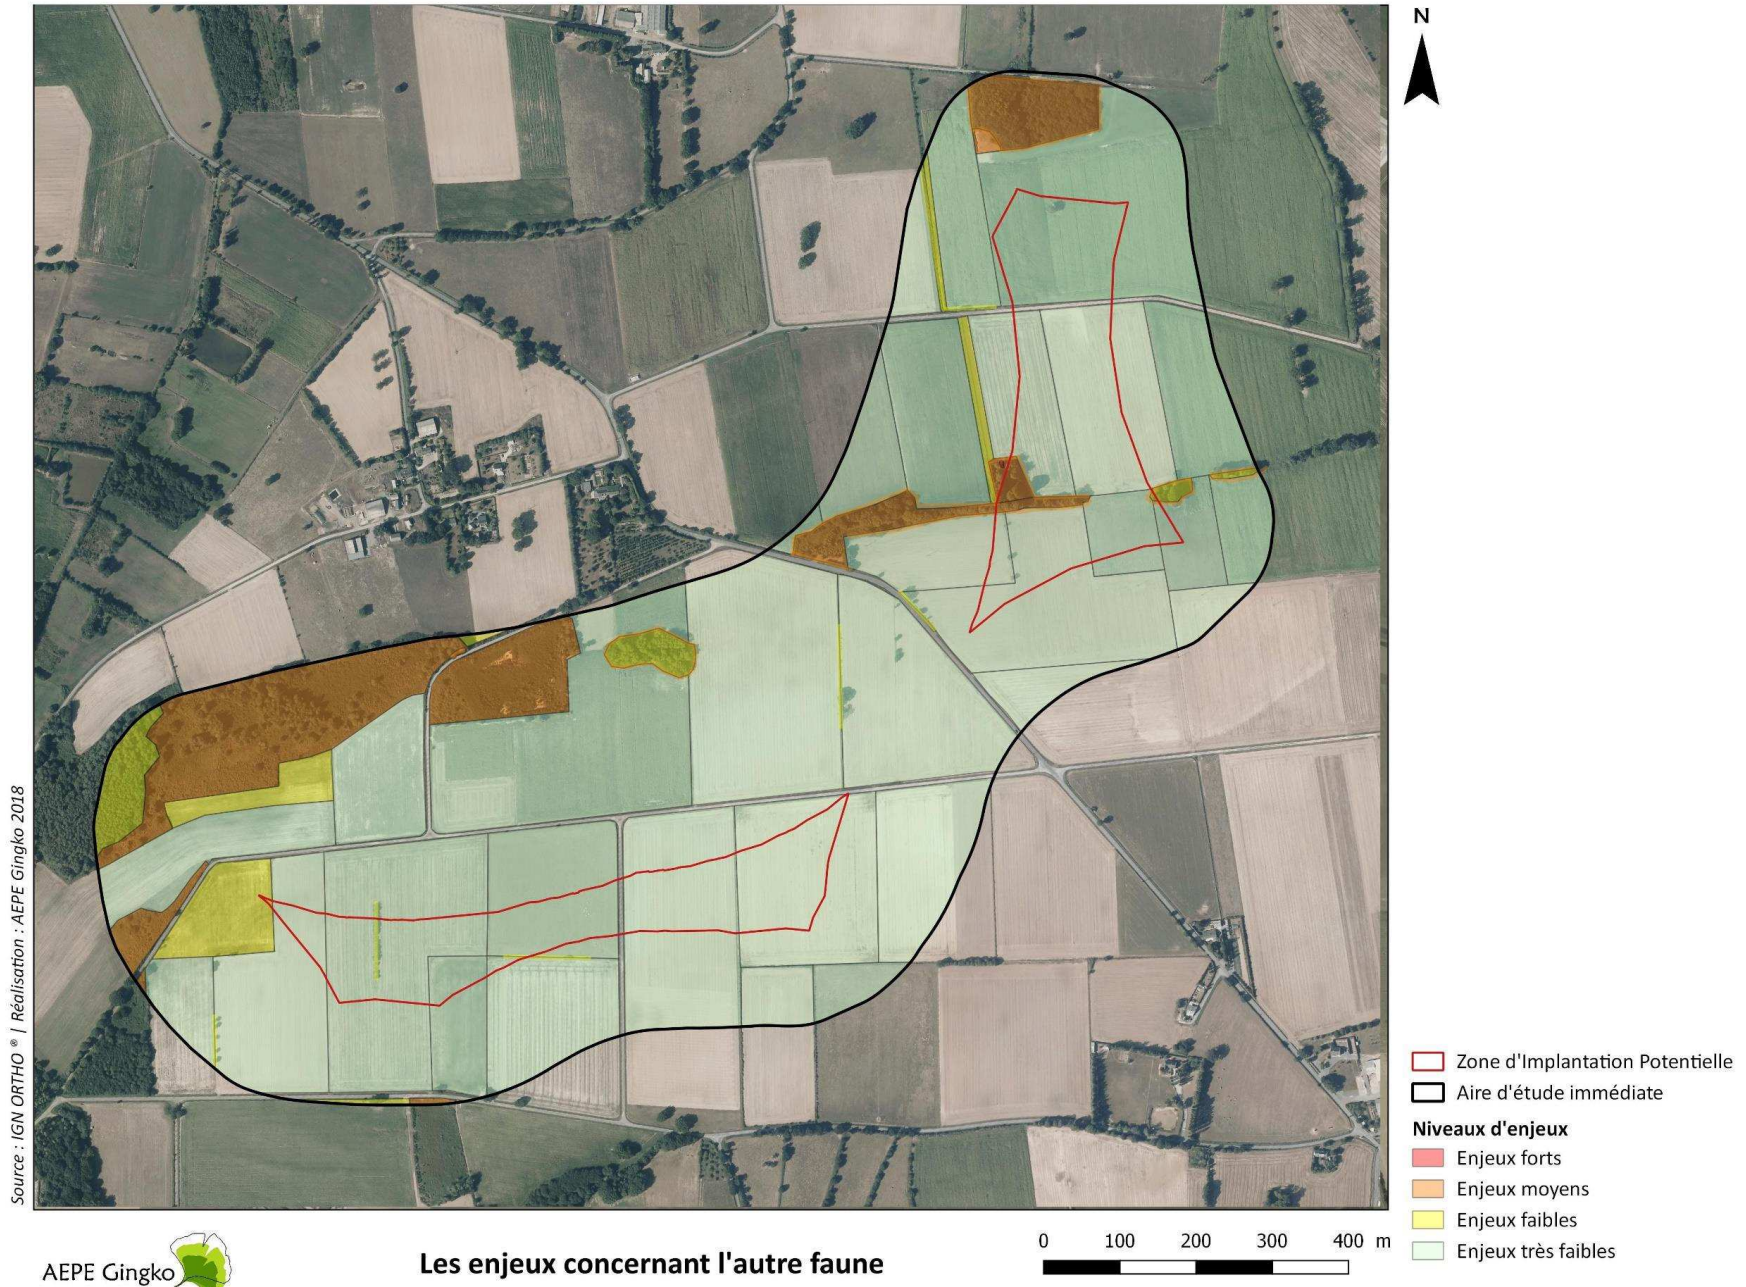 N
Source : IGN ORTHO ® | Réalisation : AEPE Gingko 2018
Zone d'Implantation Potentielle
Aire d'étude immédiate
Niveaux d'enjeux
Enjeux forts
Enjeux moyens
Enjeux faibles
Enjeux très faibles
AEPE Gingko
Les enjeux concernant l'autre faune
0 100 200 300 400 m